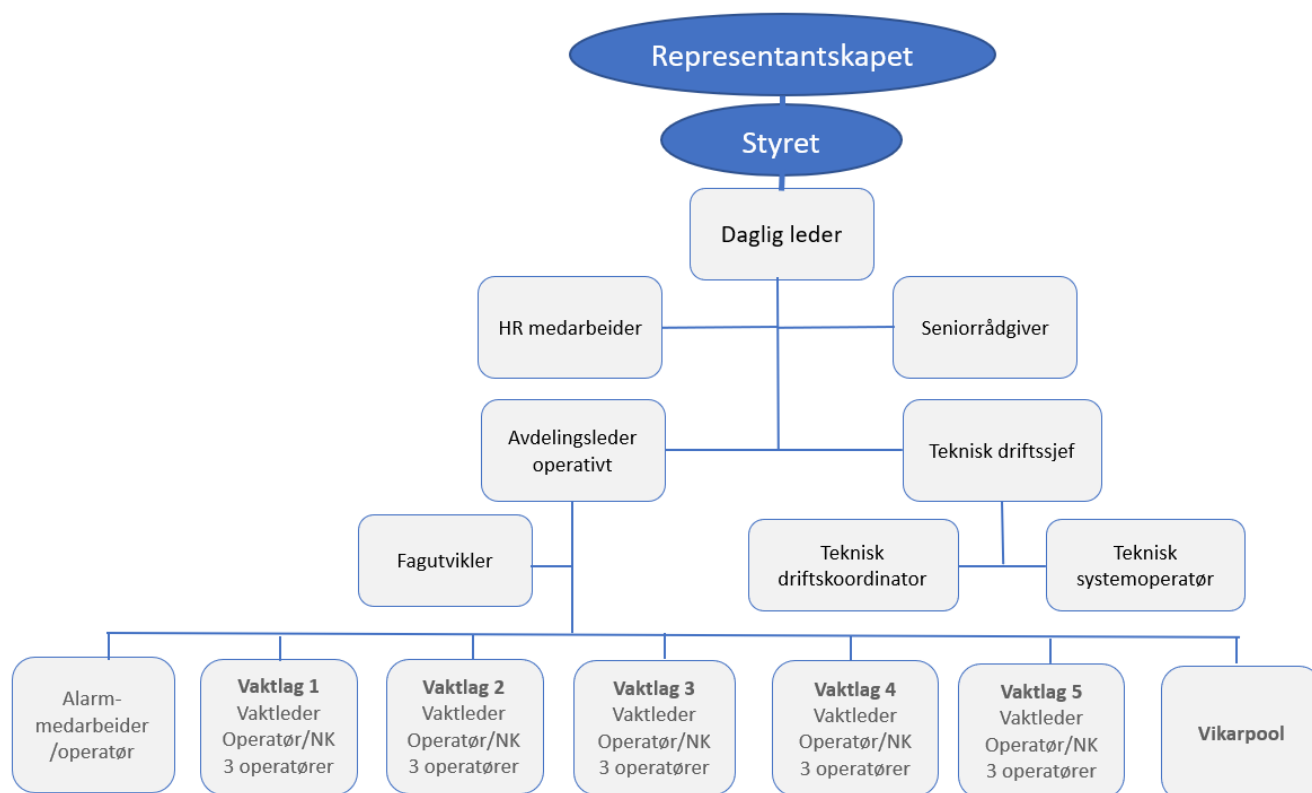 Representantskapet
Styret
Daglig leder
HR medarbeider
Seniorrådgiver
Avdelingsleder
operativt
Teknisk driftssjef
Fagutvikler
Teknisk
driftskoordinator
Teknisk
systemoperatør
Alarm-
medarbeider
/operatør
Vaktlag 1
Vaktleder
Operatør/NK
3 operatører
Vaktlag 2
Vaktleder
Operatør/NK
3 operatører
Vaktlag 3
Vaktleder
Operatør/NK
3 operatører
Vaktlag 4
Vaktleder
Operatør/NK
3 operatører
Vaktlag 5
Vaktleder
Operatør/NK
3 operatører
Vikarpool